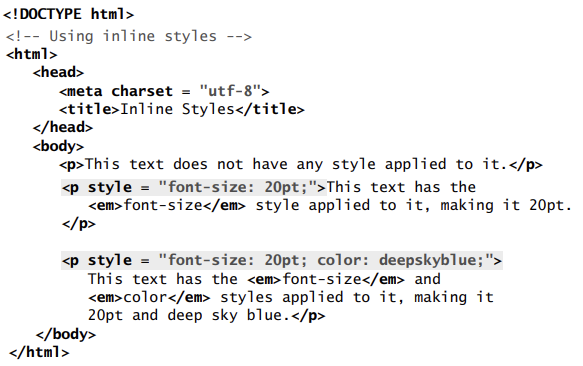 <!DOCTYPE html>
<!-- Using inline styles -->
<html>
<head>
<meta charset = "utf-8">
<title>Inline Styles</title>
</head>
<body>
<p>This text does not have any style applied to it.</p>
<p style = "font-size: 20pt;">This text has the
<em>font-size</em> style applied to it, making it 20pt.
</p>
<p style = "font-size: 20pt; color: deepskyblue;">
This text has the <em>font-size</em> and
<em>color</em> styles applied to it, making it
20pt and deep sky blue.</p>
</body>
</html>